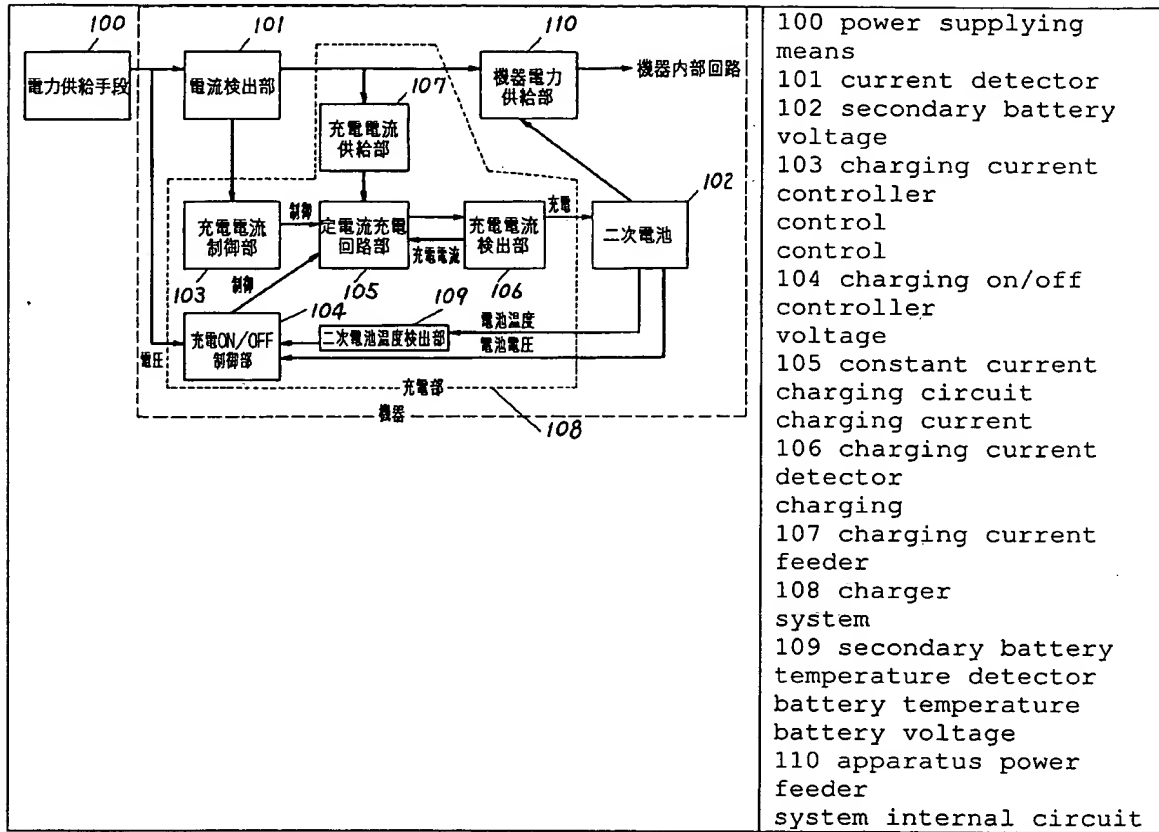 100
101
110
電力供給手段
電流検出部
107
機器電力
供給部
機器内部回路
充電電流
供給部
102
充電電流
制御部
制御
定電流充電
回路部
充電電流
検出部
充電
二次電池
充電電流
103
制御
105
106
104
109
電池温度
充電ON/OFF
制御部
二次電池温度検出部
電池電圧
電圧
充電部
機器
108
100 power supplying
means
101 current detector
102 secondary battery
voltage
103 charging current
controller
control
control
104 charging on/off
controller
voltage
105 constant current
charging circuit
charging current
106 charging current
detector
charging
107 charging current
feeder
108 charger
system
109 secondary battery
temperature detector
battery temperature
battery voltage
110 apparatus power
feeder
system internal circuit